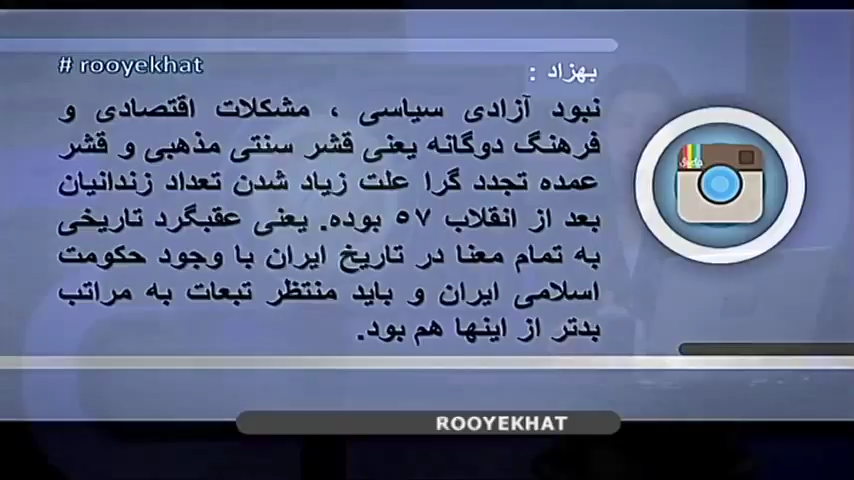 # rooyekhat
بهزاد :
نبود آزادی سیاسی ، مشکلات اقتصادی و
فرهنگ دوگانه یعنی قشر سنتی مذهبی و قشر
عمده تجدد گرا علت زیاد شدن تعداد زندانیان
بعد از انقلاب ۵۷ بوده. یعنی عقبگرد تاریخی
به تمام معنا در تاریخ ایران با وجود حکومت
اسلامی ایران و باید منتظر تبعات به مراتب
بدتر از اینها هم بود.
Insta
ROOYEKHAT